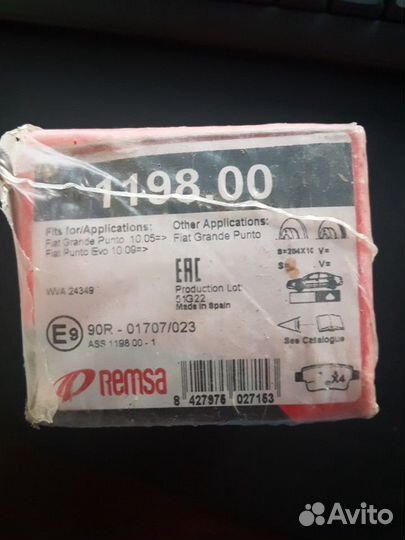 1198.00
Fits for/Applications:
Fiat Grande Punto 10.05=>
Fiat Punto Evo 10.09=>
Other Applications:
Fiat Grande Punto
WVA 24349
EAC
Production Lot:
51G22
Made in Spain
V=
V=
E9
90R - 01707/023
ASS 1198 00 - 1
See Catalogue
REMSA
x4
8 427975 027153
Avito